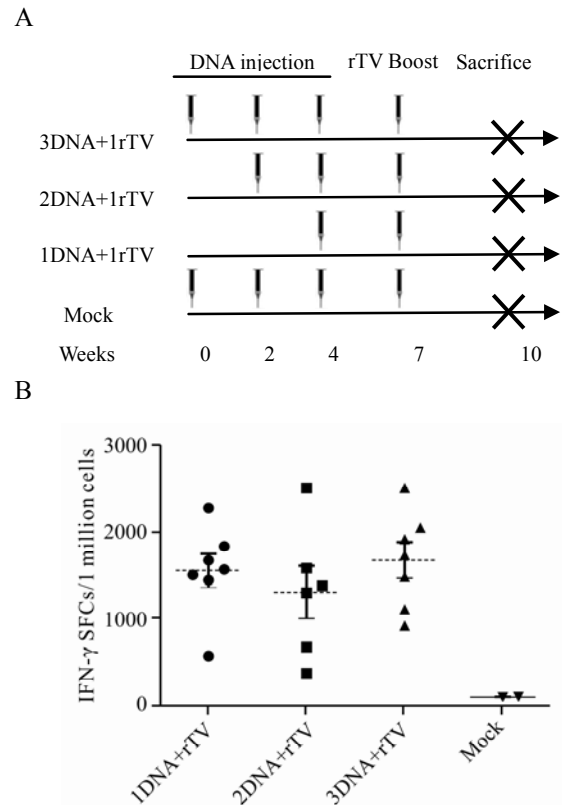 A
DNA injection rTV Boost Sacrifice
3DNA+1rTV
2DNA+1rTV
1DNA+1rTV
Mock
Weeks 0 2 4 7 10
B
IFN-γ SFCs/1 million cells
3000
2000
1000
0
1DNA+rTV 2DNA+rTV 3DNA+rTV Mock